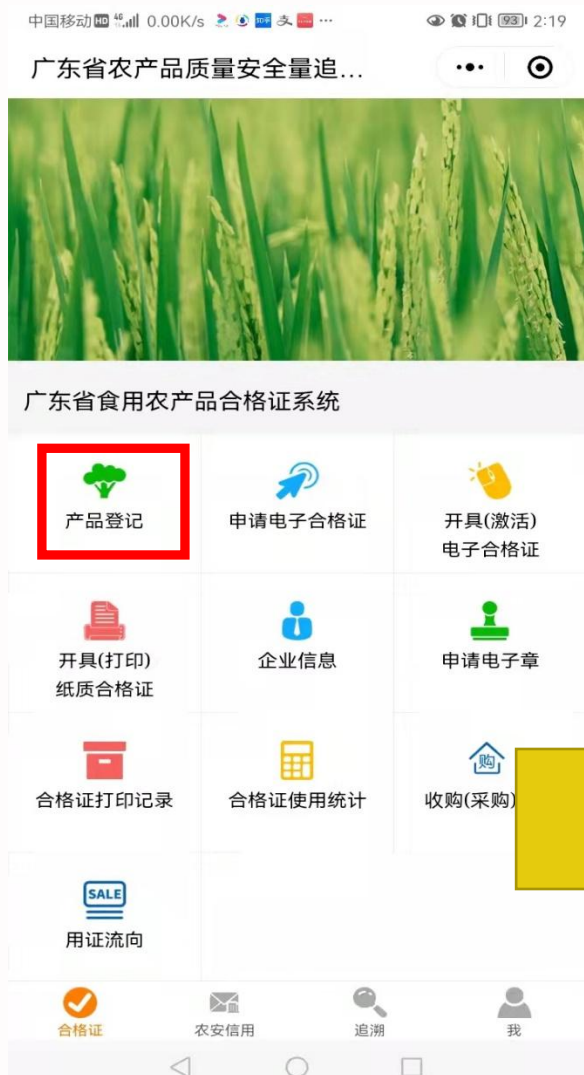 中国移动 HD 46 0.00K/s 支 ... 93 2:19
广东省农产品质量安全量追...
广东省食用农产品合格证系统
产品登记
申请电子合格证
开具(激活)
电子合格证
开具(打印)
纸质合格证
企业信息
申请电子章
合格证打印记录
合格证使用统计
购
收购(采购)
SALE
用证流向
合格证
农安信用
追溯
我